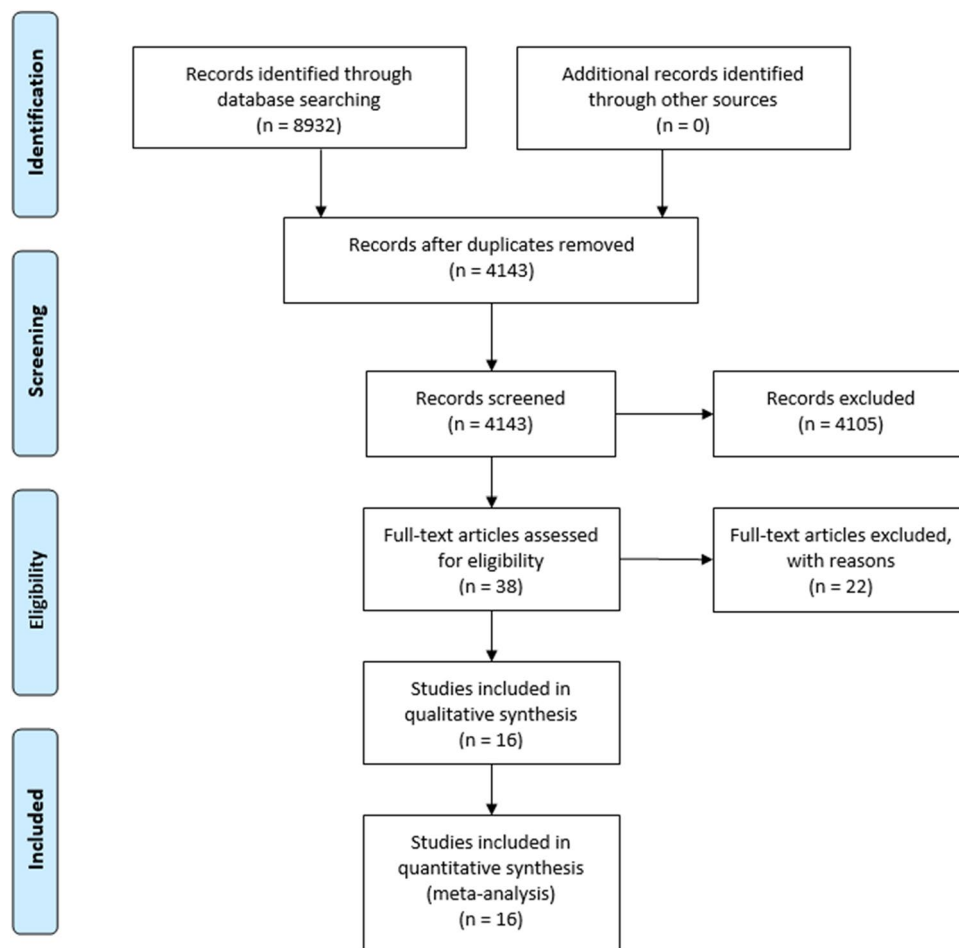 Identification
Records identified through
database searching
(n = 8932)
Additional records identified
through other sources
(n = 0)
Records after duplicates removed
(n = 4143)
Screening
Records screened
(n = 4143)
Records excluded
(n = 4105)
Eligibility
Full-text articles assessed
for eligibility
(n = 38)
Full-text articles excluded,
with reasons
(n = 22)
Studies included in
qualitative synthesis
(n = 16)
Included
Studies included in
quantitative synthesis
(meta-analysis)
(n = 16)